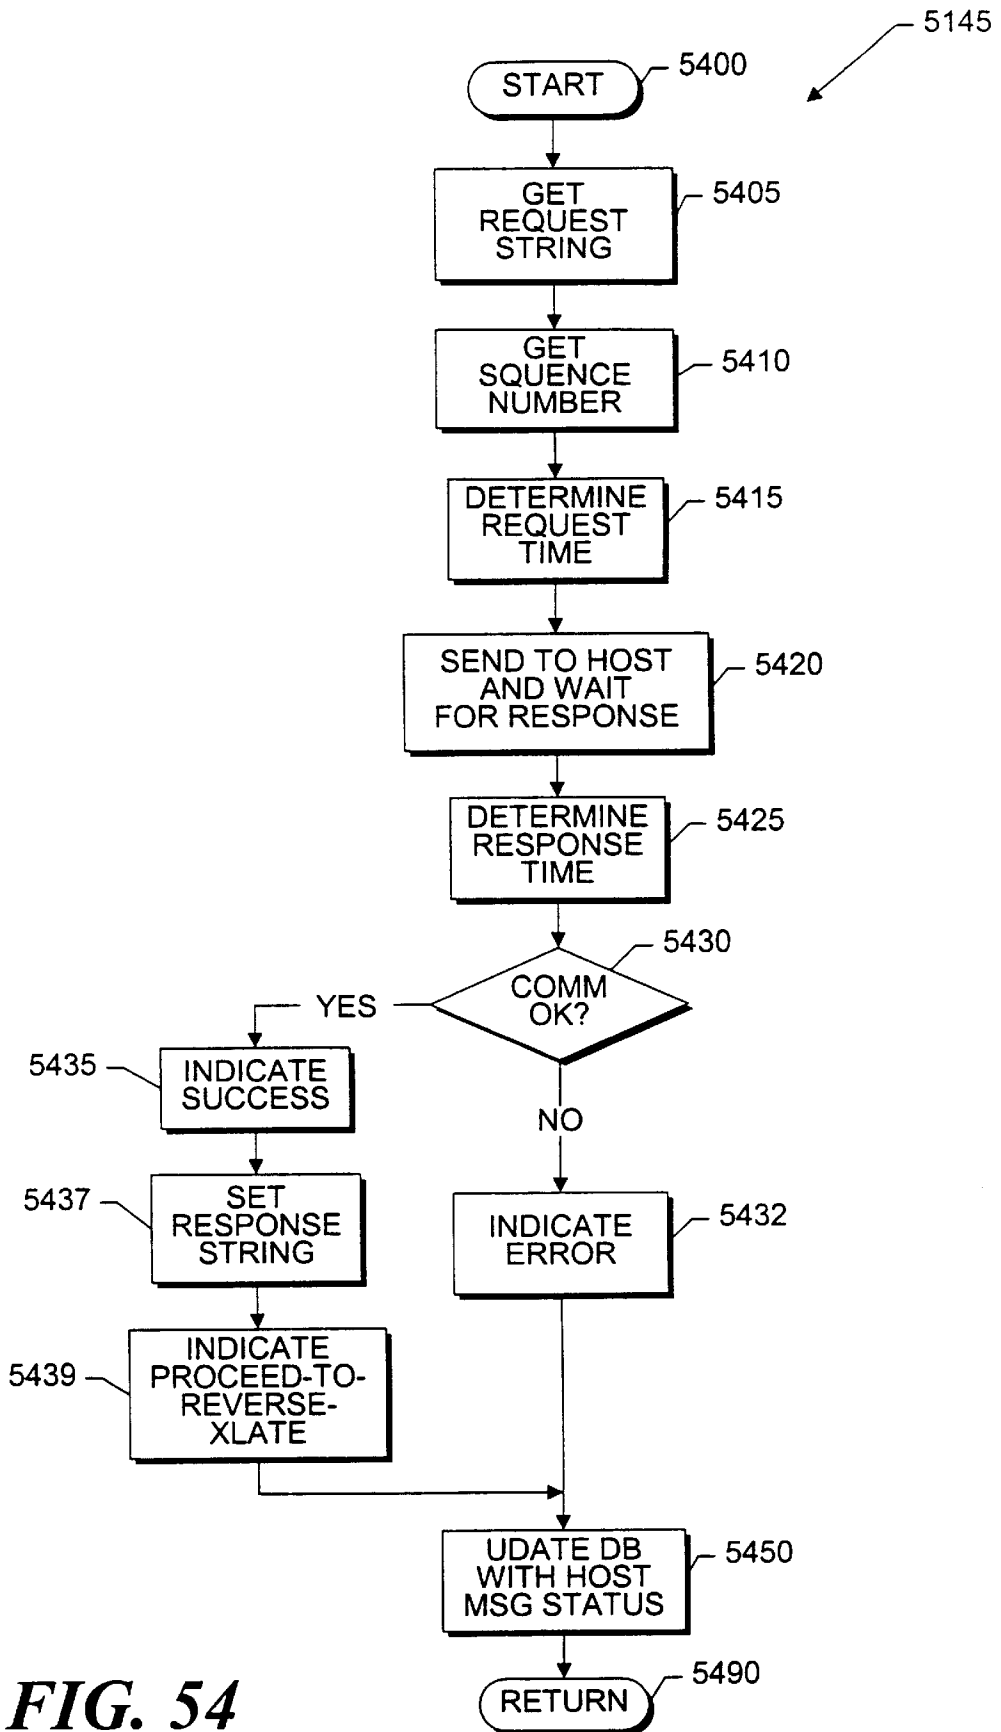 5145
START
5400
GET
REQUEST
STRING
5405
GET
SQUENCE
NUMBER
5410
DETERMINE
REQUEST
TIME
5415
SEND TO HOST
AND WAIT
FOR RESPONSE
5420
DETERMINE
RESPONSE
TIME
5425
COMM
OK?
5430
YES
NO
5435
INDICATE
SUCCESS
5437
SET
RESPONSE
STRING
INDICATE
ERROR
5432
5439
INDICATE
PROCEED-TO-
REVERSE-
XLATE
UDATE DB
WITH HOST
MSG STATUS
5450
RETURN
5490
FIG. 54